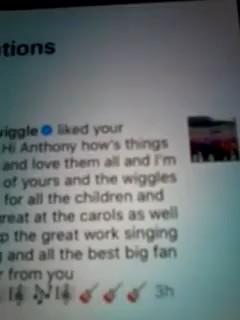 tions
wiggle liked your
Hi Anthony how's things
and love them all and I'm
of yours and the wiggles
for all the children and
great at the carols as well
p the great work singing
and all the best big fan
r from you
🎼🎶🎼🎸🎸🎸 3h